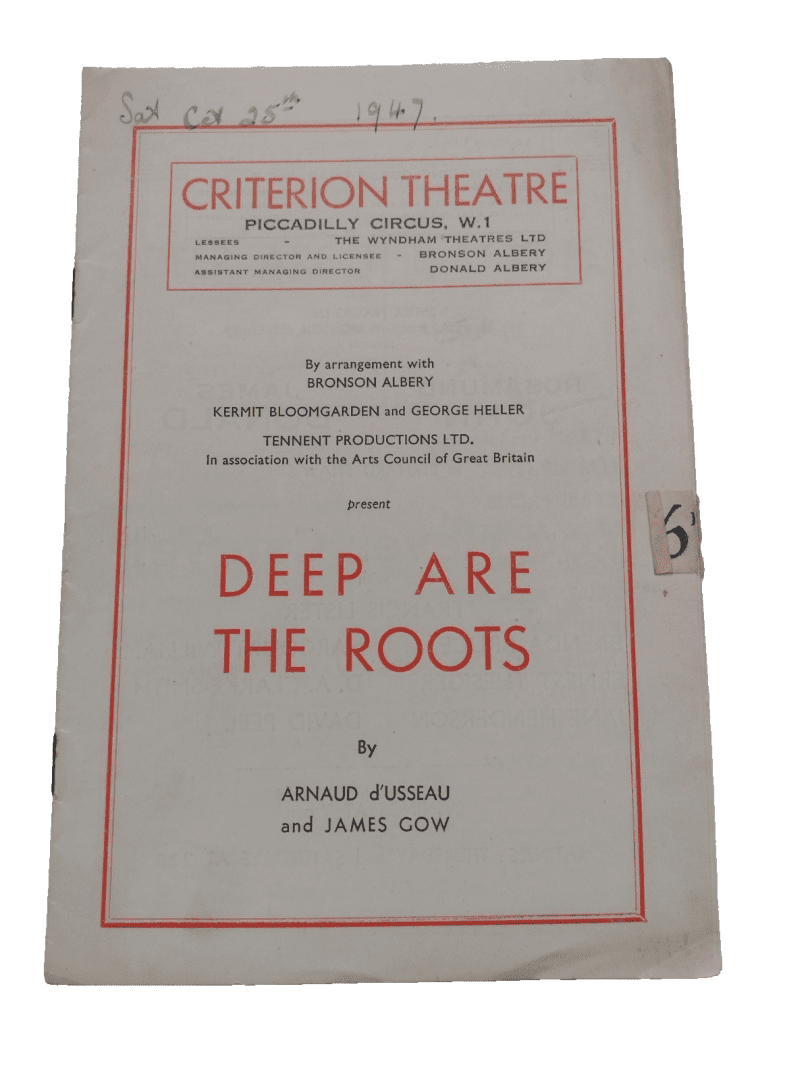 Sat Oct 25th 1947.
CRITERION THEATRE
PICCADILLY CIRCUS, W.1
LESSEES - THE WYNDHAM THEATRES LTD
MANAGING DIRECTOR AND LICENSEE - BRONSON ALBERY
ASSISTANT MANAGING DIRECTOR DONALD ALBERY
By arrangement with
BRONSON ALBERY
KERMIT BLOOMGARDEN and GEORGE HELLER
TENNENT PRODUCTIONS LTD.
In association with the Arts Council of Great Britain
present
6'
DEEP ARE
THE ROOTS
By
ARNAUD d'USSEAU
and JAMES GOW